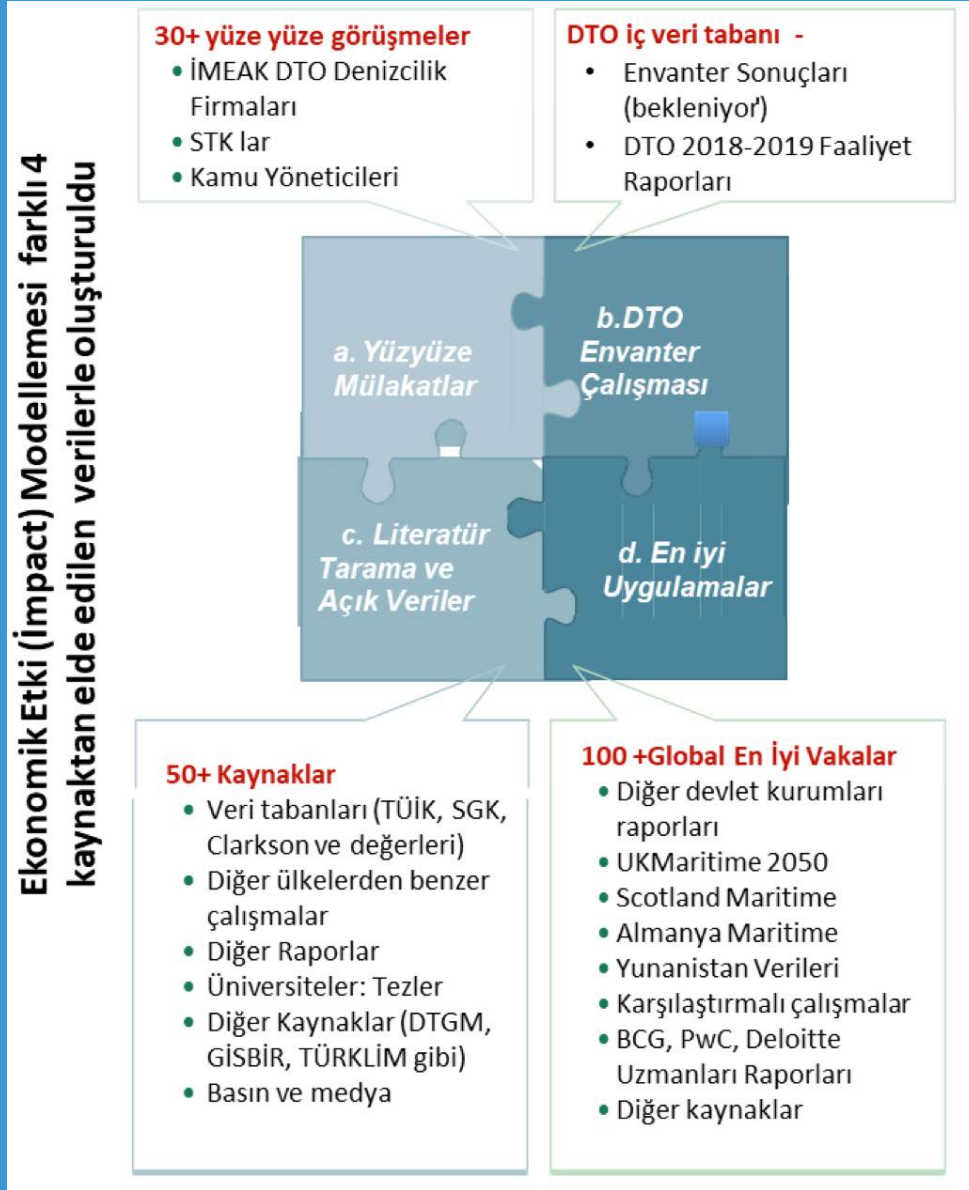 Ekonomik Etki (İmpact) Modellemesi farklı 4
kaynaktan elde edilen verilerle oluşturuldu
30+ yüze yüze görüşmeler
• İMEAK DTO Denizcilik
Firmaları
• STK lar
• Kamu Yöneticileri
DTO iç veri tabanı -
• Envanter Sonuçları
(bekleniyor')
• DTO 2018-2019 Faaliyet
Raporları
a. Yüzyüze
Mülakatlar
b.DTO
Envanter
Çalışması
c. Literatür
Tarama ve
Açık Veriler
d. En iyi
Uygulamalar
50+ Kaynaklar
• Veri tabanları (TÜİK, SGK,
Clarkson ve değerleri)
• Diğer ülkelerden benzer
çalışmalar
• Diğer Raporlar
• Üniversiteler: Tezler
• Diğer Kaynaklar (DTGM,
GİSBİR, TÜRKLİM gibi)
• Basın ve medya
100 +Global En İyi Vakalar
• Diğer devlet kurumları
raporları
• UKMaritime 2050
• Scotland Maritime
• Almanya Maritime
• Yunanistan Verileri
• Karşılaştırmalı çalışmalar
• BCG, PwC, Deloitte
Uzmanları Raporları
• Diğer kaynaklar